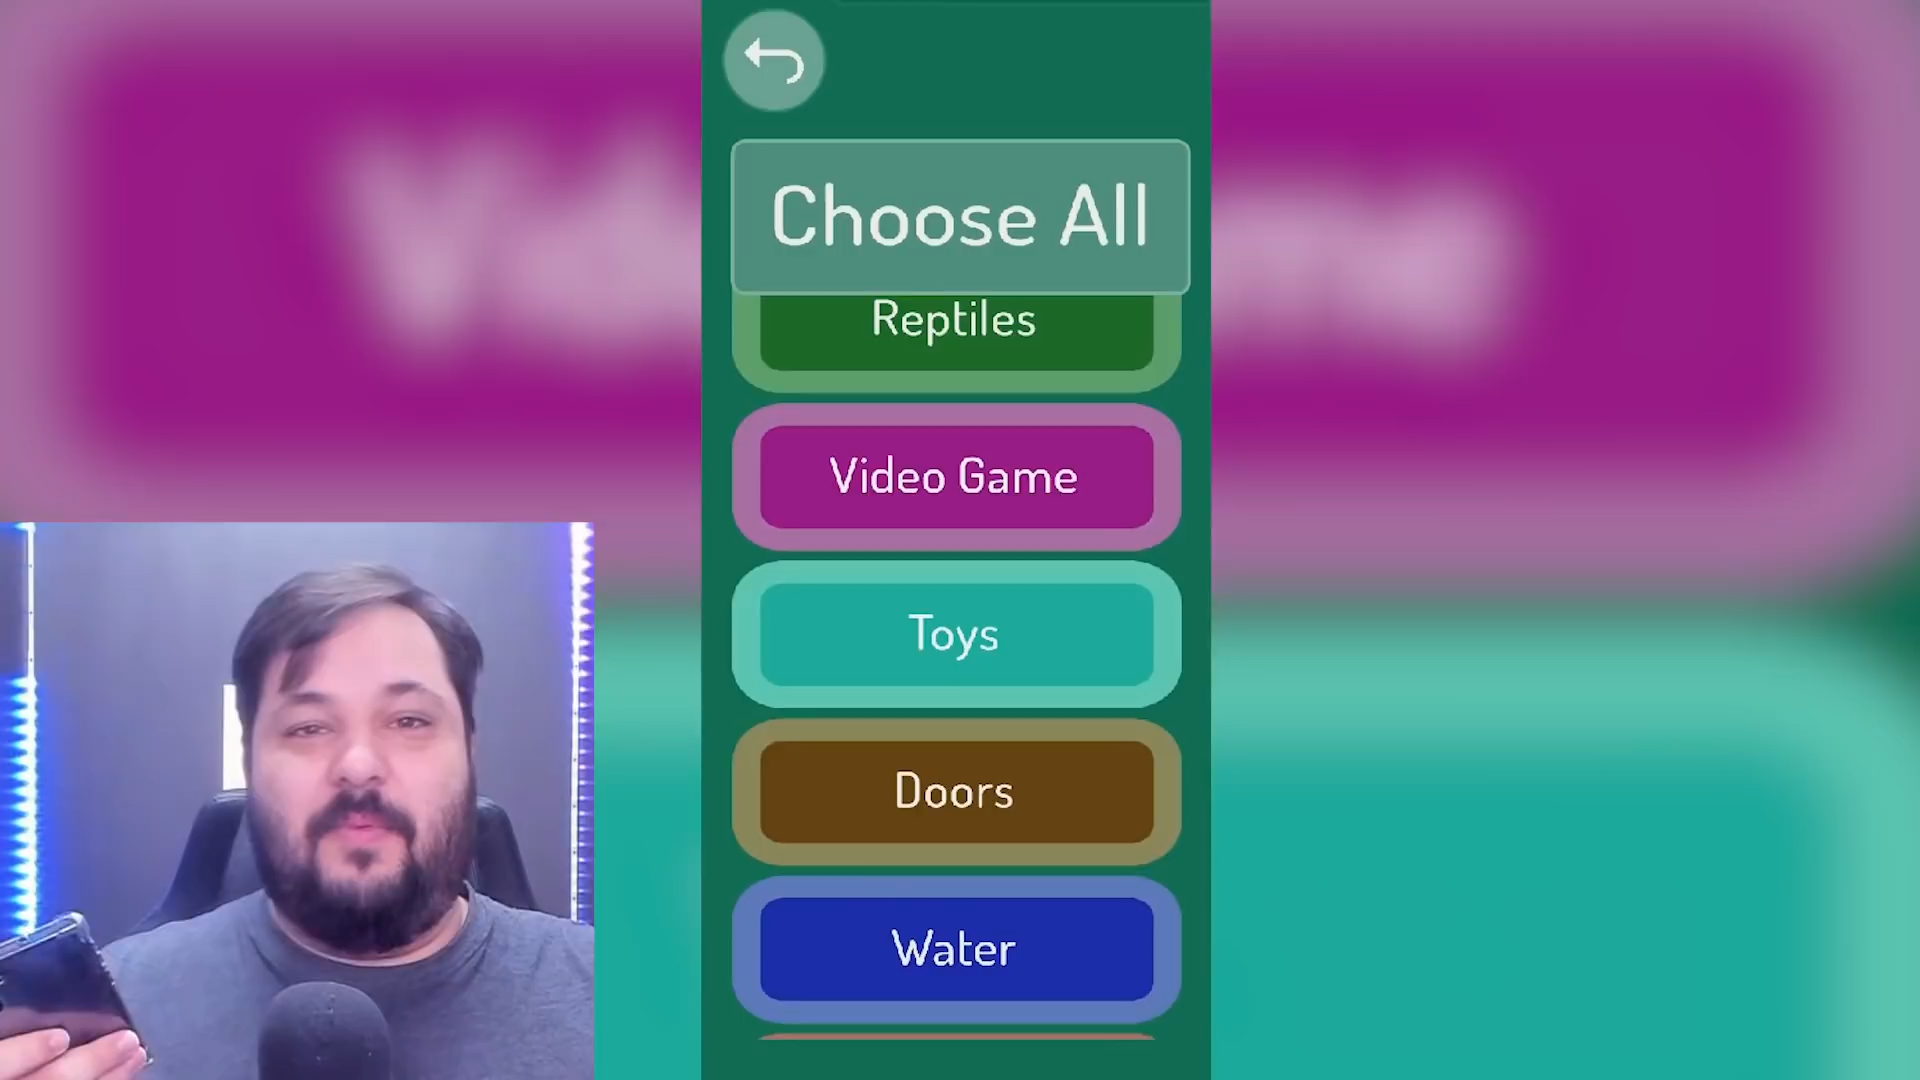 Choose All
Reptiles
Video Game
Toys
Doors
Water